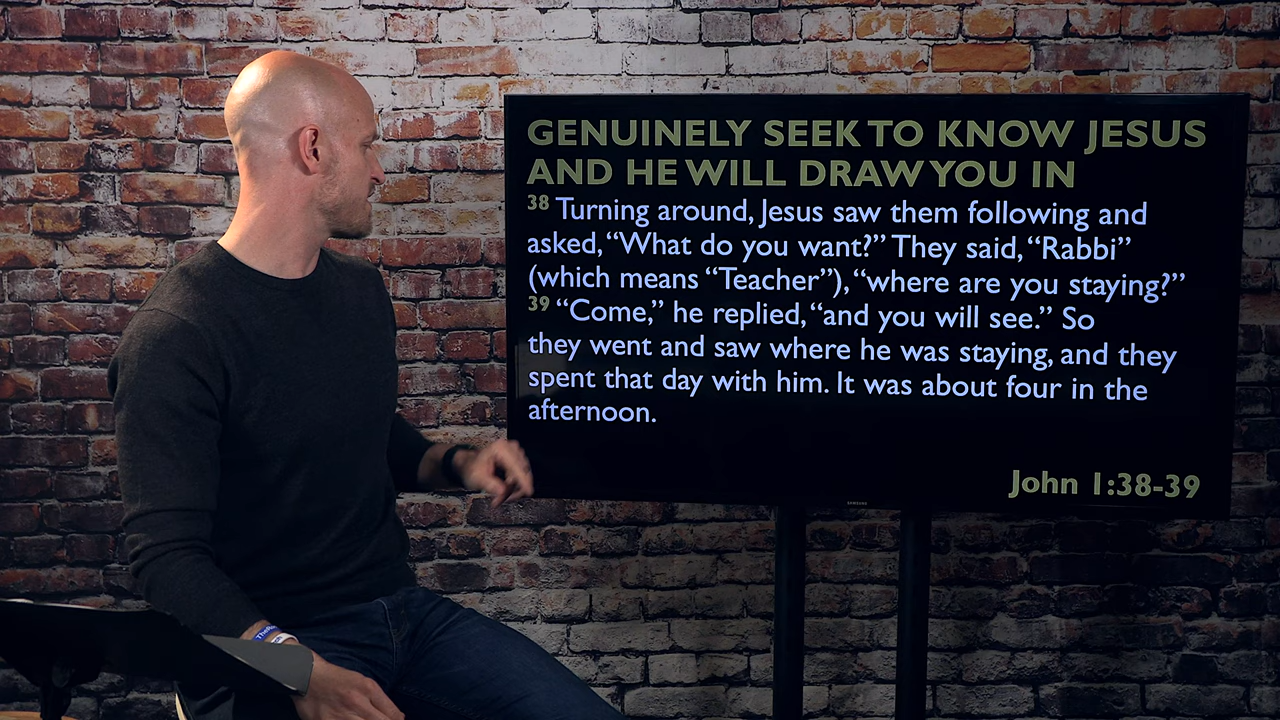 GENUINELY SEEK TO KNOW JESUS
AND HE WILL DRAW YOU IN
38 Turning around, Jesus saw them following and
asked, “What do you want?” They said, “Rabbi”
(which means “Teacher”), “where are you staying?”
39 “Come,” he replied, “and you will see.” So
they went and saw where he was staying, and they
spent that day with him. It was about four in the
afternoon.
John 1:38-39
SAMSUNG